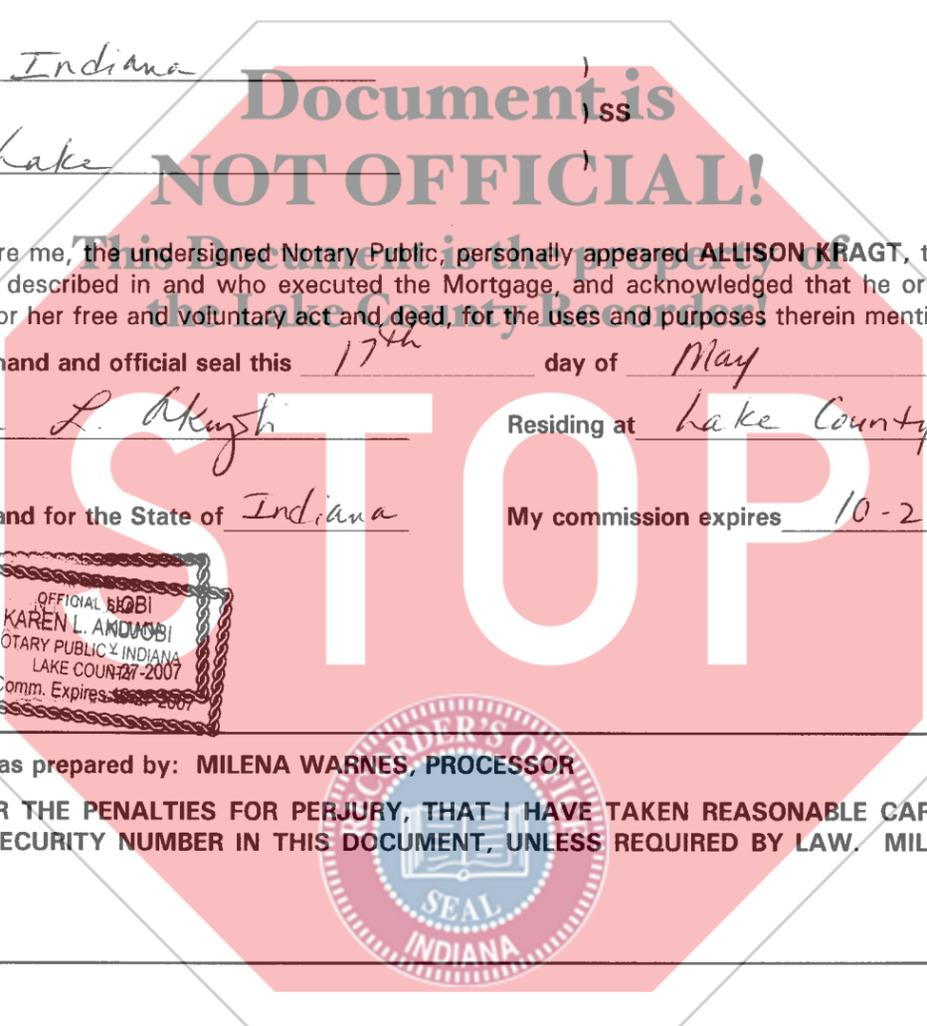 Indiana )
Document is
) SS
Lake )
NOT OFFICIAL!
re me, the undersigned Notary Public, personally appeared ALLISON KRAGT, t
This Document is the property of
described in and who executed the Mortgage, and acknowledged that he or
or her free and voluntary act and deed, for the uses and purposes therein menti
the Lake County Recorder!
hand and official seal this 17th day of May
L. Residing at Lake County
STOP
and for the State of Indiana My commission expires 10-2
OFFICIAL
KAREN L.
OTARY PUBLIC INDIANA
LAKE COUN 27-2007
Comm. Expires 2007
RECORDER'S OFFICE
as prepared by: MILENA WARNES, PROCESSOR
R THE PENALTIES FOR PERJURY, THAT I HAVE TAKEN REASONABLE CAR
ECURITY NUMBER IN THIS DOCUMENT, UNLESS REQUIRED BY LAW. MIL
SEAL
INDIANA